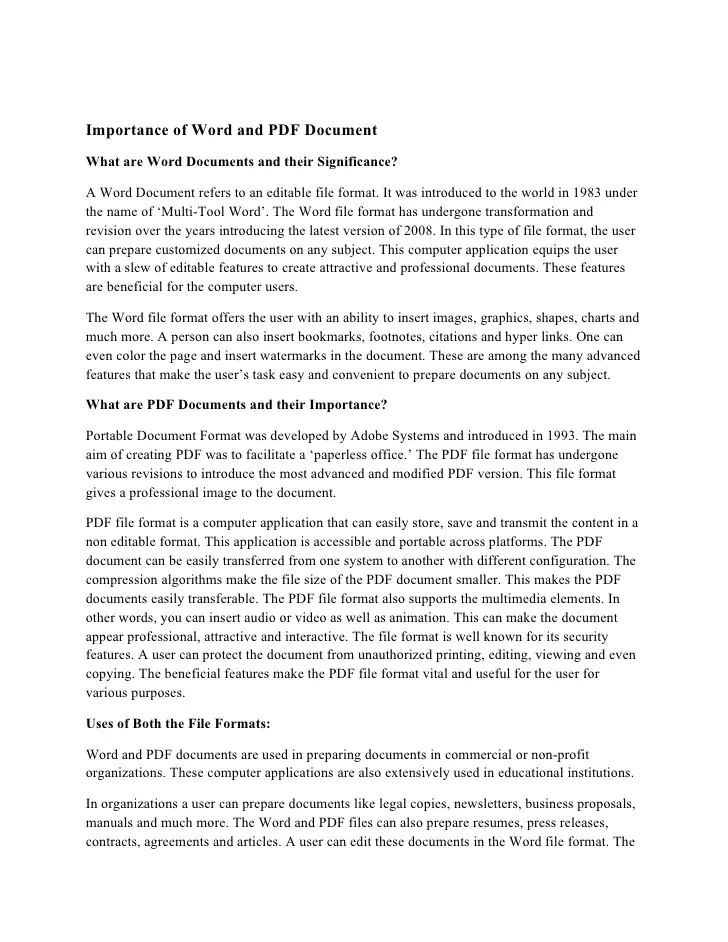 Importance of Word and PDF Document
What are Word Documents and their Significance?
A Word Document refers to an editable file format. It was introduced to the world in 1983 under
the name of ‘Multi-Tool Word’. The Word file format has undergone transformation and
revision over the years introducing the latest version of 2008. In this type of file format, the user
can prepare customized documents on any subject. This computer application equips the user
with a slew of editable features to create attractive and professional documents. These features
are beneficial for the computer users.
The Word file format offers the user with an ability to insert images, graphics, shapes, charts and
much more. A person can also insert bookmarks, footnotes, citations and hyper links. One can
even color the page and insert watermarks in the document. These are among the many advanced
features that make the user’s task easy and convenient to prepare documents on any subject.
What are PDF Documents and their Importance?
Portable Document Format was developed by Adobe Systems and introduced in 1993. The main
aim of creating PDF was to facilitate a ‘paperless office.’ The PDF file format has undergone
various revisions to introduce the most advanced and modified PDF version. This file format
gives a professional image to the document.
PDF file format is a computer application that can easily store, save and transmit the content in a
non editable format. This application is accessible and portable across platforms. The PDF
document can be easily transferred from one system to another with different configuration. The
compression algorithms make the file size of the PDF document smaller. This makes the PDF
documents easily transferable. The PDF file format also supports the multimedia elements. In
other words, you can insert audio or video as well as animation. This can make the document
appear professional, attractive and interactive. The file format is well known for its security
features. A user can protect the document from unauthorized printing, editing, viewing and even
copying. The beneficial features make the PDF file format vital and useful for the user for
various purposes.
Uses of Both the File Formats:
Word and PDF documents are used in preparing documents in commercial or non-profit
organizations. These computer applications are also extensively used in educational institutions.
In organizations a user can prepare documents like legal copies, newsletters, business proposals,
manuals and much more. The Word and PDF files can also prepare resumes, press releases,
contracts, agreements and articles. A user can edit these documents in the Word file format. The